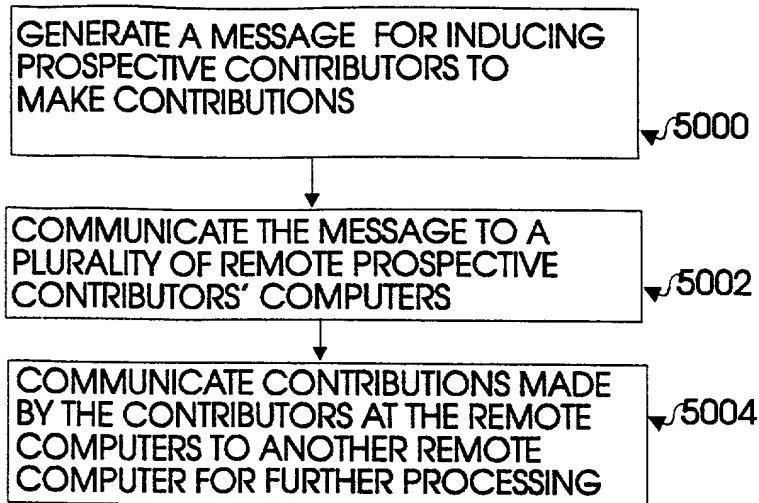 GENERATE A MESSAGE FOR INDUCING
PROSPECTIVE CONTRIBUTORS TO
MAKE CONTRIBUTIONS
5000
COMMUNICATE THE MESSAGE TO A
PLURALITY OF REMOTE PROSPECTIVE
CONTRIBUTORS' COMPUTERS
5002
COMMUNICATE CONTRIBUTIONS MADE
BY THE CONTRIBUTORS AT THE REMOTE
COMPUTERS TO ANOTHER REMOTE
COMPUTER FOR FURTHER PROCESSING
5004